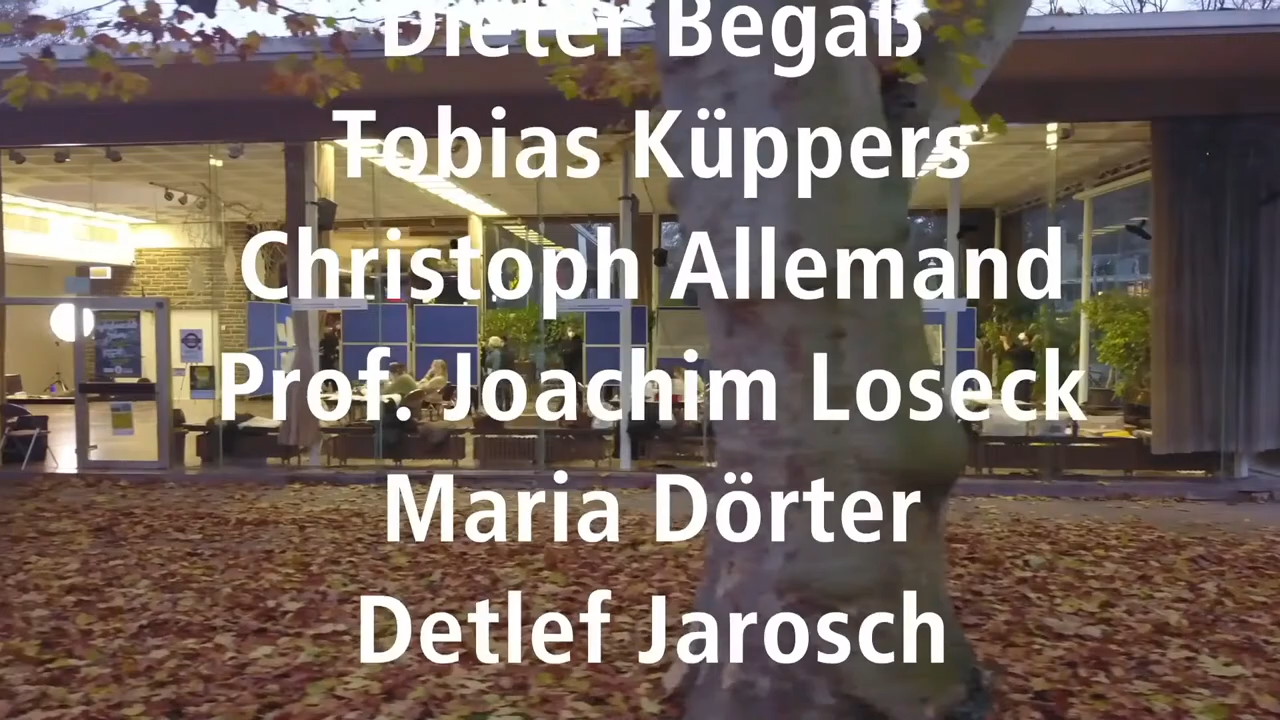 Dieter Begaß
Tobias Küppers
Christoph Allemand
Prof. Joachim Loseck
Maria Dörter
Detlef Jarosch